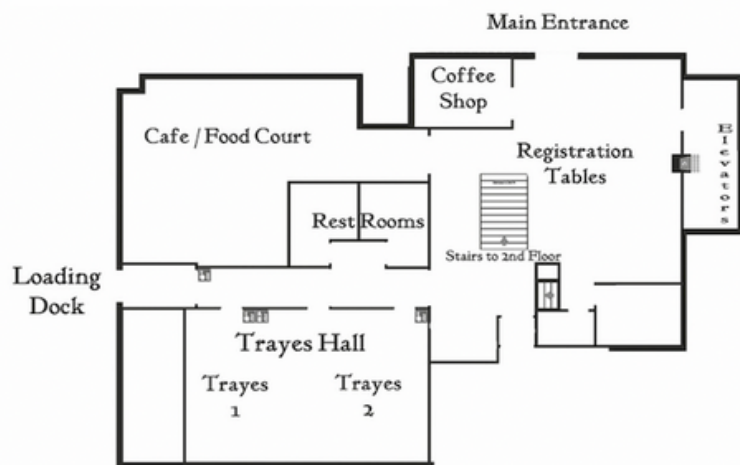 Main Entrance
Coffee
Shop
Cafe / Food Court
Registration
Tables
Elevators
Rest Rooms
Stairs to 2nd Floor
Loading
Dock
Trayes Hall
Trayes
1
Trayes
2